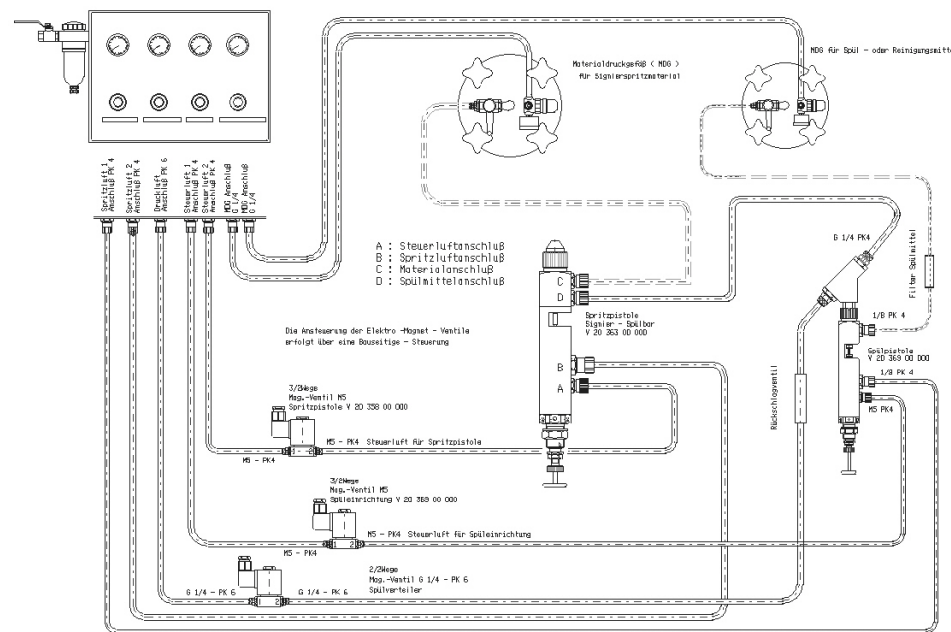 Materialdruckgefäß ( MDG )
für Signierspritzmaterial
MDG für Spül - oder Reinigungsmitte
Spritzluft 1
Anschluß PK 4
Spritzluft 2
Anschluß PK 4
Druckluft
Anschluß PK 6
Steuerluft 1
Anschluß PK 4
Steuerluft 2
Anschluß PK 4
MDG Anschluß
G 1/4
MDG Anschluß
G 1/4
A : Steuerluftanschluß
B : Spritzluftanschluß
C : Materialanschluß
D : Spülmittelanschluß
C
D
B
A
G 1/4 PK4
Filter Spülmittel
1/8 PK 4
Spritzpistole
Signier - Spülbar
V 20 363 00 000
Spülpistole
V 20 369 00 000
1/8 PK 4
M5 PK4
Rückschlagventil
Die Ansteuerung der Elektro -Magnet - Ventile
erfolgt über eine Bauseitige - Steuerung
3/2Wege
Mag.-Ventil M5
Spritzpistole V 20 358 00 000
1 2
M5 - PK4
M5 - PK4 Steuerluft für Spritzpistole
3/2Wege
Mag.-Ventil M5
Spüleinrichtung V 20 369 00 000
1 2
M5 - PK4
M5 - PK4 Steuerluft für Spüleinrichtung
2/2Wege
Mag.-Ventil G 1/4 - PK 6
Spülverteiler
G 1/4 - PK 6
1 2
G 1/4 - PK 6